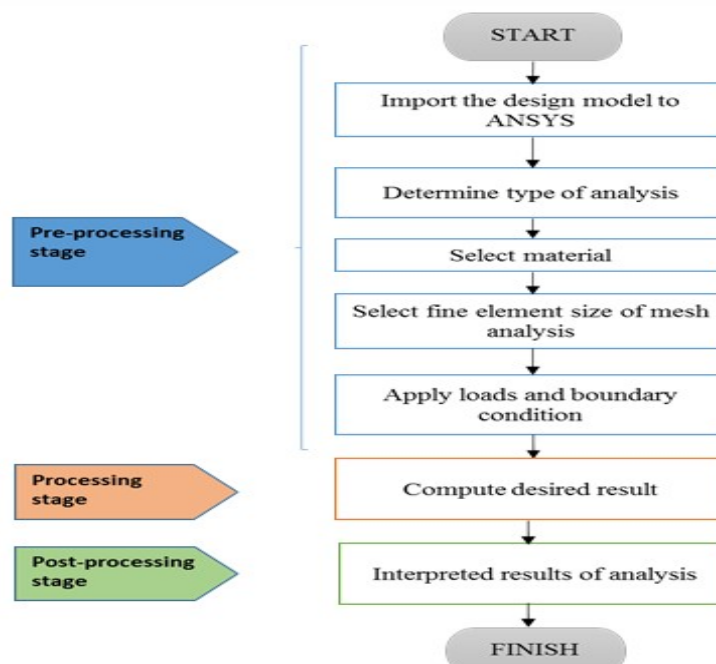 START
Import the design model to
ANSYS
Determine type of analysis
Pre-processing
stage
Select material
Select fine element size of mesh
analysis
Apply loads and boundary
condition
Processing
stage
Compute desired result
Post-processing
stage
Interpreted results of analysis
FINISH